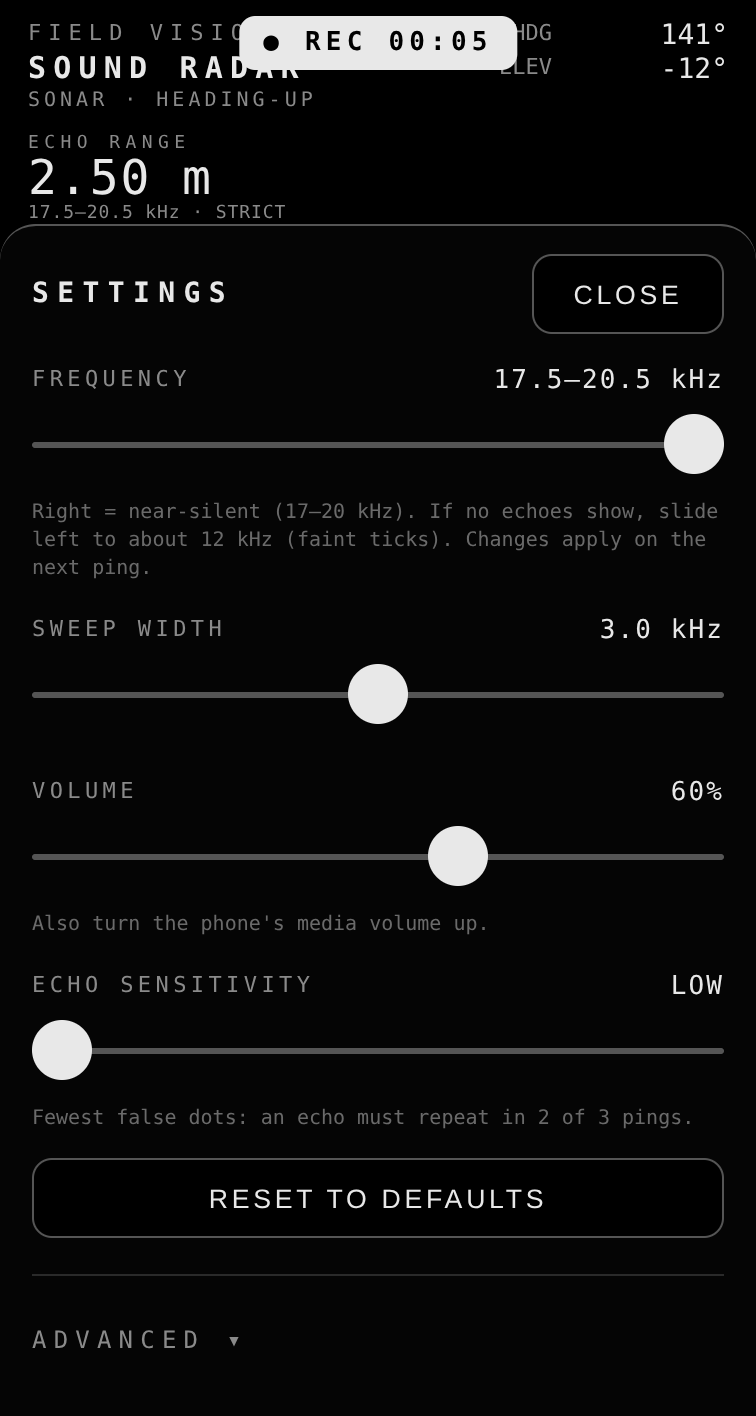 FIELD VISIO
● REC 00:05
HDG 141°
SOUND RADAR
ELEV -12°
SONAR · HEADING-UP
ECHO RANGE
2.50 m
17.5–20.5 kHz · STRICT
SETTINGS
CLOSE
FREQUENCY 17.5–20.5 kHz
Right = near-silent (17–20 kHz). If no echoes show, slide
left to about 12 kHz (faint ticks). Changes apply on the
next ping.
SWEEP WIDTH 3.0 kHz
VOLUME 60%
Also turn the phone's media volume up.
ECHO SENSITIVITY LOW
Fewest false dots: an echo must repeat in 2 of 3 pings.
RESET TO DEFAULTS
ADVANCED ▾